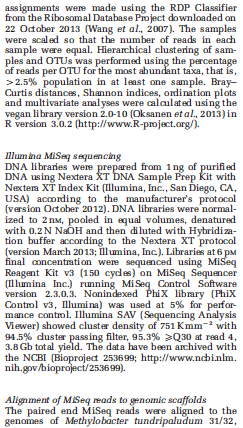 assignments were made using the RDP Classifier
from the Ribosomal Database Project downloaded on
22 October 2013 (Wang et al., 2007). The samples
were scaled so that the number of reads in each
sample were equal. Hierarchical clustering of sam-
ples and OTUs was performed using the percentage
of reads per OTU for the most abundant taxa, that is,
>2.5% population in at least one sample. Bray–
Curtis distances, Shannon indices, ordination plots
and multivariate analyses were calculated using the
vegan library version 2.0-10 (Oksanen et al., 2013) in
R version 3.0.2 (http://www.R-project.org/).
Illumina MiSeq sequencing
DNA libraries were prepared from 1 ng of purified
DNA using Nextera XT DNA Sample Prep Kit with
Nextera XT Index Kit (Illumina, Inc., San Diego, CA,
USA) according to the manufacturer's protocol
(version October 2012). DNA libraries were normal-
ized to 2 nM, pooled in equal volumes, denatured
with 0.2 N NaOH and then diluted with Hybridiza-
tion buffer according to the Nextera XT protocol
(version March 2013; Illumina, Inc.). Libraries at 6 pM
final concentration were sequenced using MiSeq
Reagent Kit v3 (150 cycles) on MiSeq Sequencer
(Illumina Inc.) running MiSeq Control Software
version 2.3.0.3. Nonindexed PhiX library (PhiX
Control v3, Illumina) was used at 5% for perfor-
mance control. Illumina SAV (Sequencing Analysis
Viewer) showed cluster density of 751 K mm⁻² with
94.5% cluster passing filter, 95.3% ≥Q30 at read 4,
3.8 Gb total yield. The data have been archived with
the NCBI (Bioproject 253699; http://www.ncbi.nlm.
nih.gov/bioproject/253699).
Alignment of MiSeq reads to genomic scaffolds
The paired end MiSeq reads were aligned to the
genomes of Methylobacter tundripaludum 31/32,